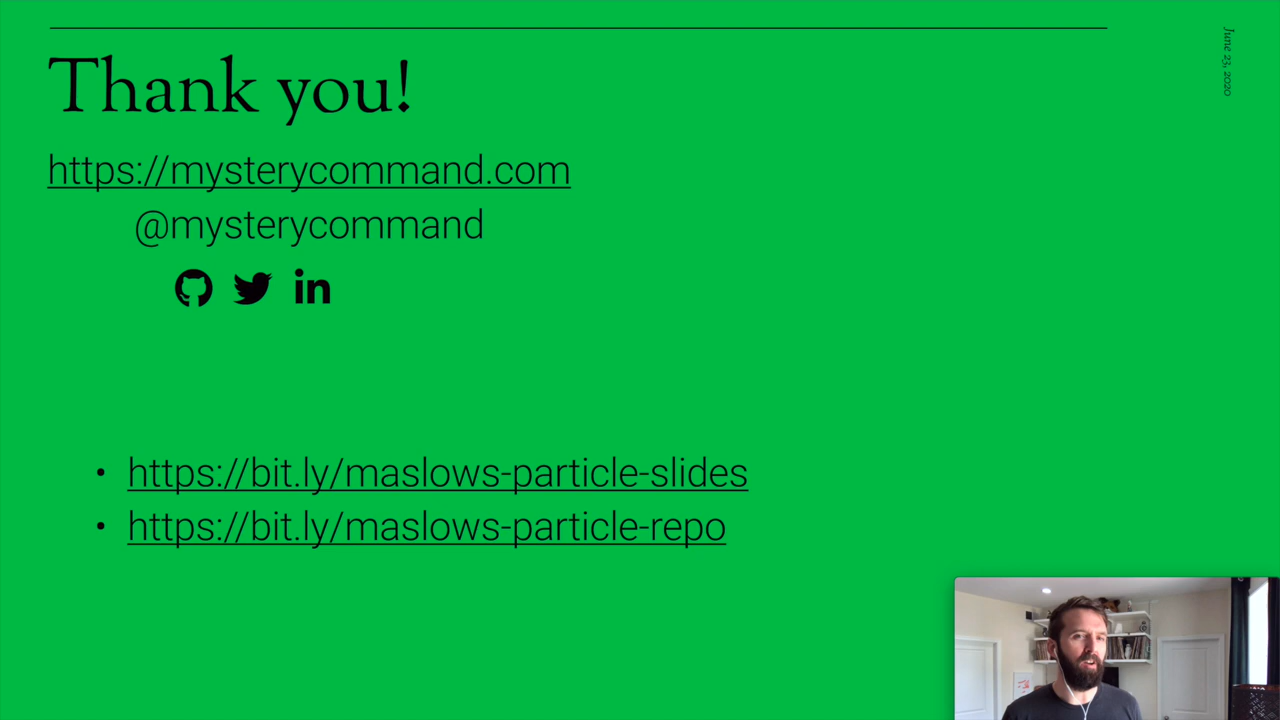 Thank you!
June 23, 2020
https://mysterycommand.com
@mysterycommand
in
• https://bit.ly/maslows-particle-slides
• https://bit.ly/maslows-particle-repo